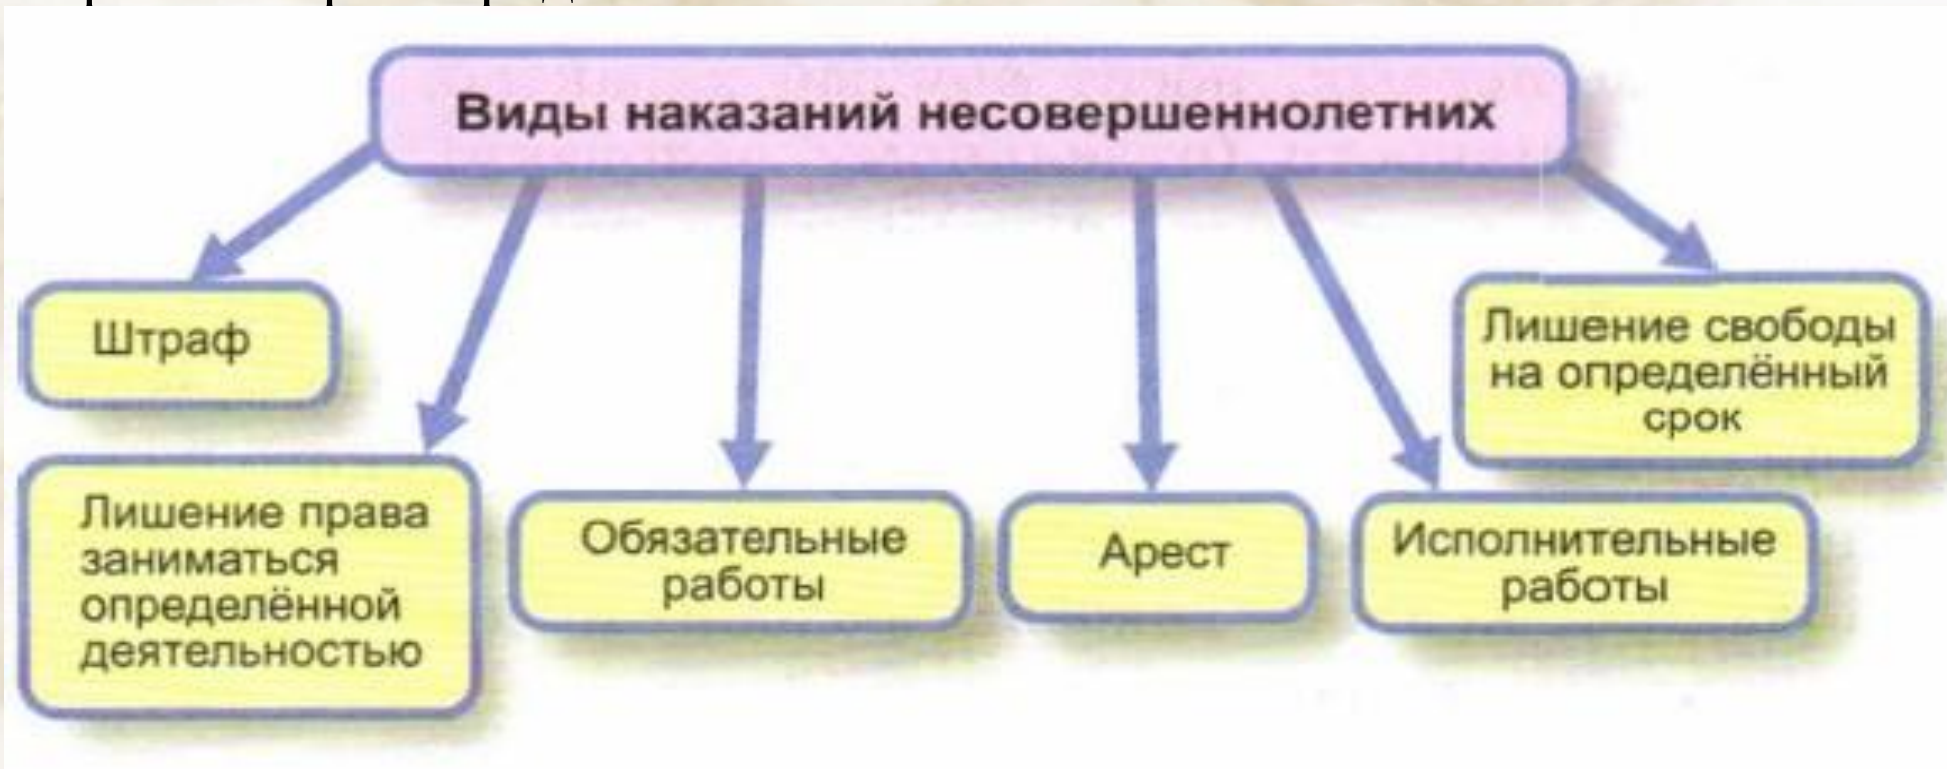 Виды наказаний несовершеннолетних
Штраф
Лишение права
заниматься
определённой
деятельностью
Обязательные
работы
Арест
Исполнительные
работы
Лишение свободы
на определённый
срок